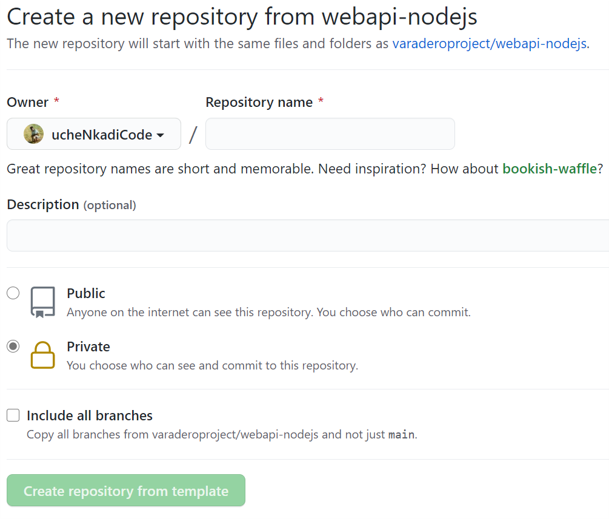 Create a new repository from webapi-nodejs
The new repository will start with the same files and folders as varaderoproject/webapi-nodejs.
Owner * Repository name *
ucheNkadiCode /
Great repository names are short and memorable. Need inspiration? How about bookish-waffle?
Description (optional)
Public
Anyone on the internet can see this repository. You choose who can commit.
Private
You choose who can see and commit to this repository.
Include all branches
Copy all branches from varaderoproject/webapi-nodejs and not just main.
Create repository from template